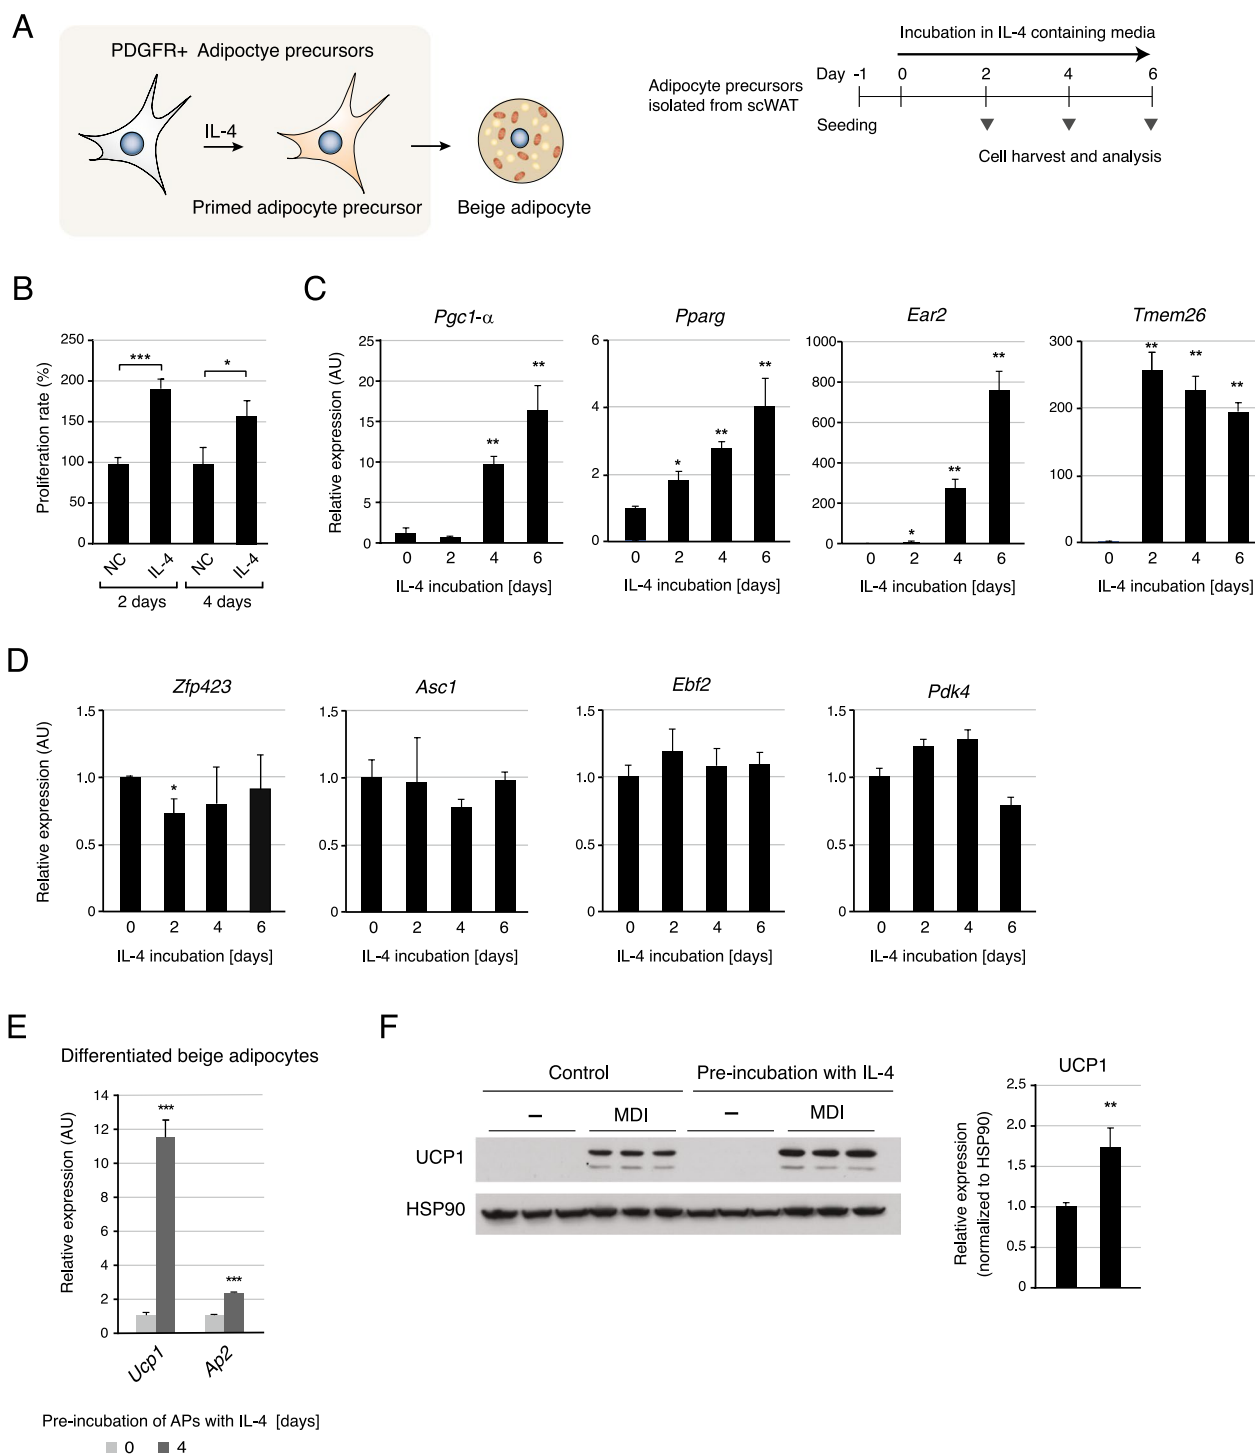 A
PDGFR+ Adipoctye precursors
IL-4
Primed adipocyte precursor
Beige adipocyte
Incubation in IL-4 containing media
Day -1 0 2 4 6
Adipocyte precursors
isolated from scWAT
Seeding
Cell harvest and analysis
B
Proliferation rate (%)
250
200
150
100
50
0
***
*
NC IL-4 NC IL-4
2 days 4 days
C
Relative expression (AU)
Pgc1-α
25
20
15
10
5
0
**
**
0 2 4 6
IL-4 incubation [days]
Pparg
6
4
2
0
*
**
**
0 2 4 6
IL-4 incubation [days]
Ear2
1000
800
600
400
200
0
*
**
**
0 2 4 6
IL-4 incubation [days]
Tmem26
300
200
100
0
**
**
**
0 2 4 6
IL-4 incubation [days]
D
Relative expression (AU)
Zfp423
1.5
1.0
0.5
0
*
0 2 4 6
IL-4 incubation [days]
Asc1
1.5
1.0
0.5
0
0 2 4 6
IL-4 incubation [days]
Ebf2
1.5
1.0
0.5
0
0 2 4 6
IL-4 incubation [days]
Pdk4
1.5
1.0
0.5
0
0 2 4 6
IL-4 incubation [days]
E
Differentiated beige adipocytes
Relative expression (AU)
14
12
10
8
6
4
2
0
***
***
Ucp1 Ap2
Pre-incubation of APs with IL-4 [days]
0 4
F
Control Pre-incubation with IL-4
– MDI – MDI
UCP1
HSP90
UCP1
Relative expression
(normalized to HSP90)
2.5
2.0
1.5
1.0
0.5
0
**